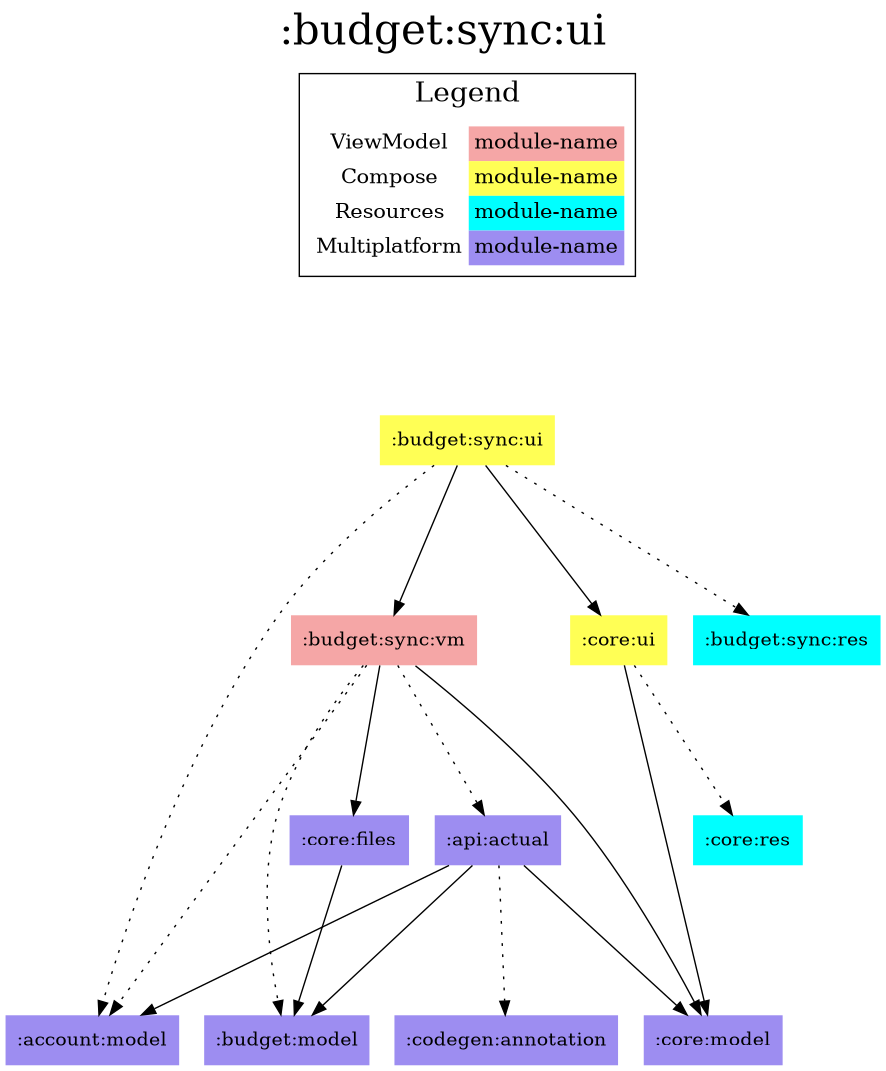 :budget:sync:ui
Legend
ViewModel module-name
Compose module-name
Resources module-name
Multiplatform module-name
:budget:sync:ui
:budget:sync:vm
:core:ui
:budget:sync:res
:core:files
:api:actual
:core:res
:account:model
:budget:model
:codegen:annotation
:core:model